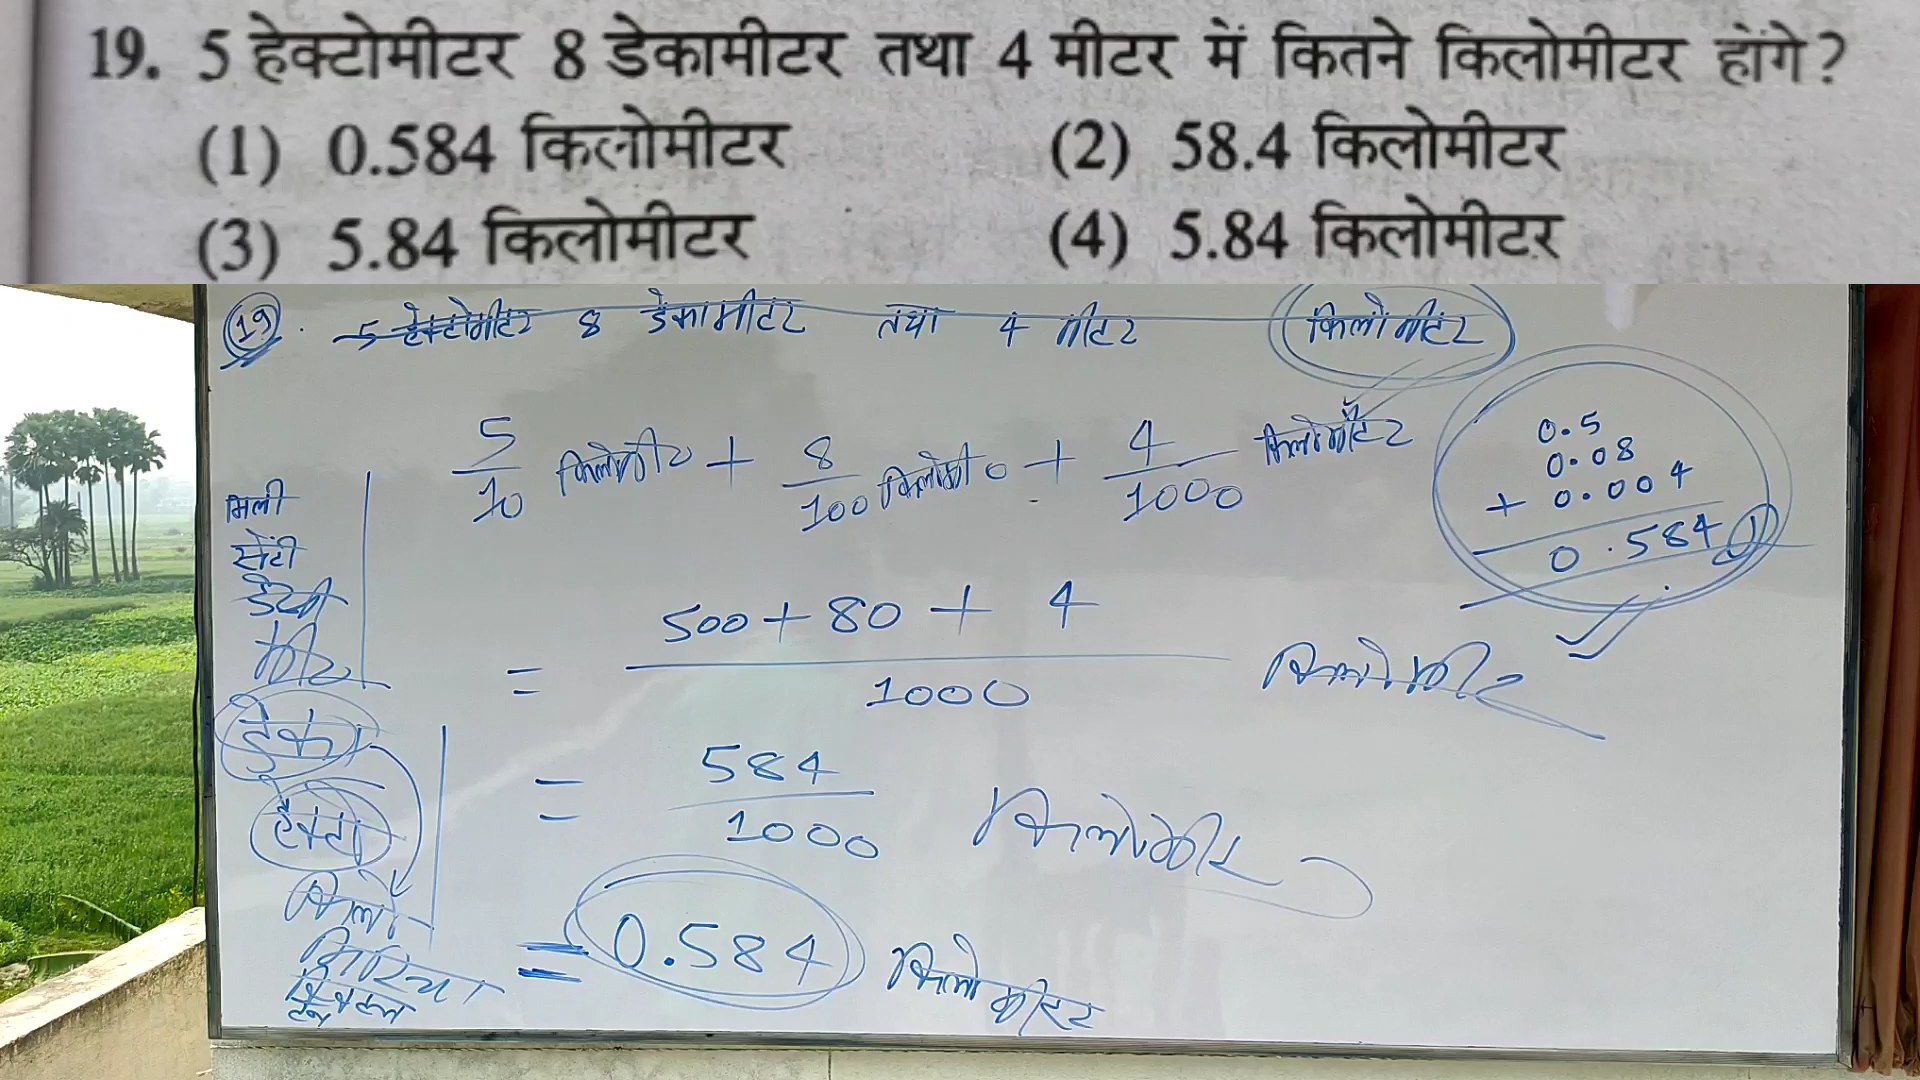 19. 5 हेक्टोमीटर 8 डेकामीटर तथा 4 मीटर में कितने किलोमीटर होंगे?
(1) 0.584 किलोमीटर (2) 58.4 किलोमीटर
(3) 5.84 किलोमीटर (4) 5.84 किलोमीटर
19. 5 हेक्टोमीटर 8 डेकामीटर तथा 4 मीटर किलोमीटर
5/10 किलोमी० + 8/100 किलोमी० + 4/1000 किलोमीटर
0.5
0.08
+ 0.004
0.584 (1)
मिली
सेंटी
डेसी
मीटर
डेका
हेक्टो
किलो
= 500 + 80 + 4 / 1000 किलोमीटर
= 584 / 1000 किलोमीटर
= 0.584 किलोमीटर